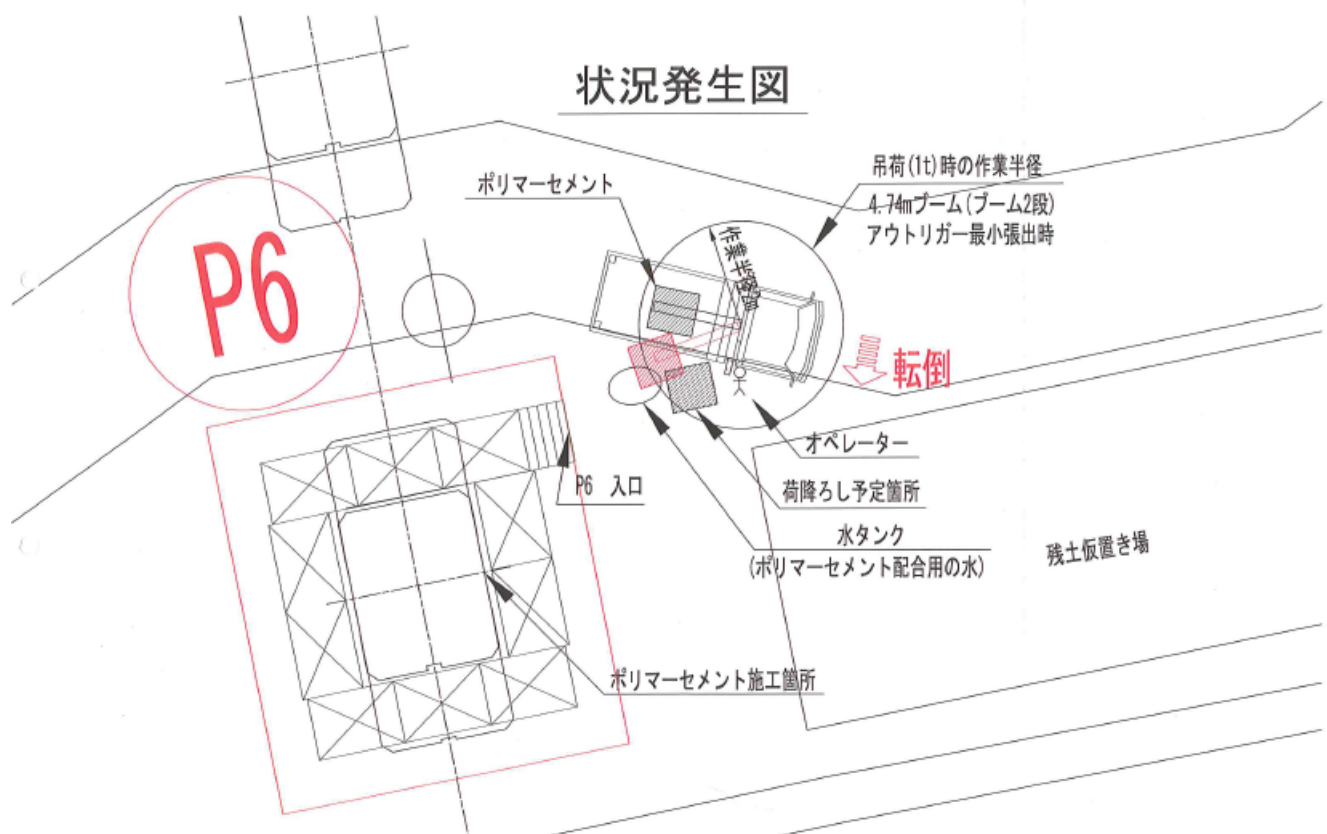 状況発生図
吊荷(1t)時の作業半径
4.74mブーム(ブーム2段)
アウトリガー最小張出時
ポリマーセメント
作業半径
P6
転倒
オペレーター
荷降ろし予定箇所
P6 入口
水タンク
(ポリマーセメント配合用の水)
残土仮置き場
ポリマーセメント施工箇所